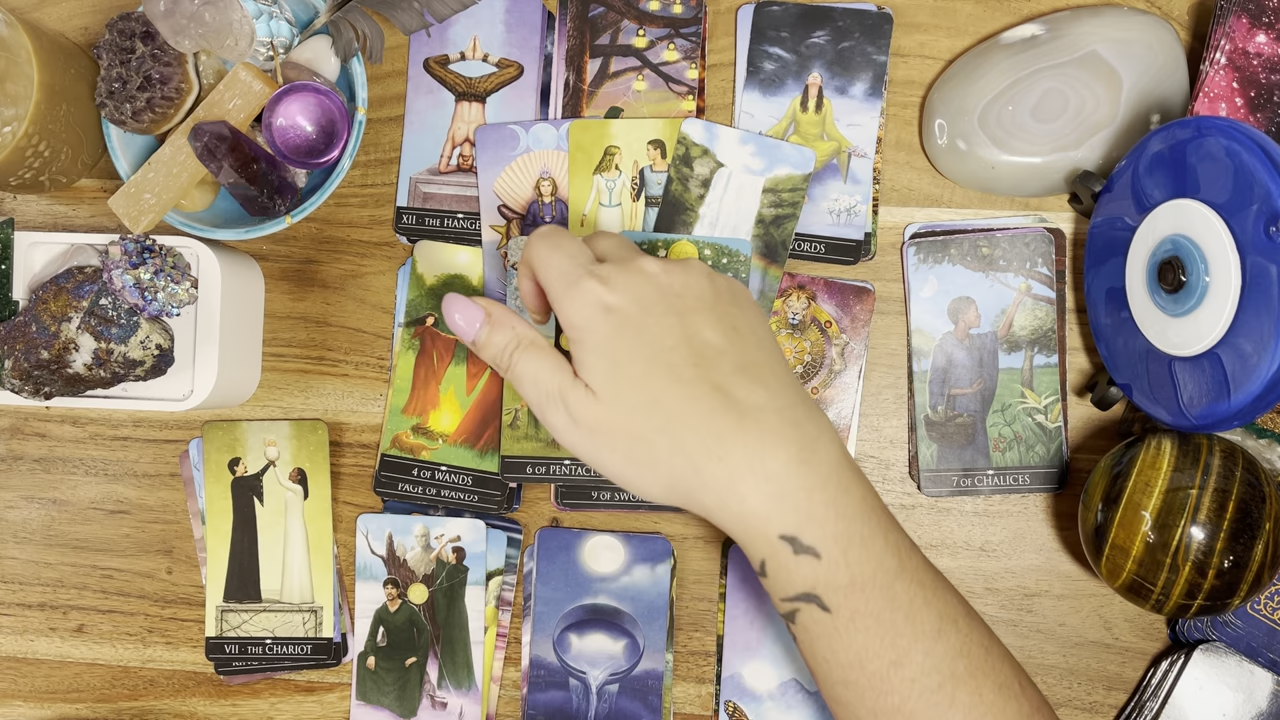 XII · THE HANGE
WORDS
4 OF WANDS
PAGE OF WANDS
6 OF PENTACL
9 OF SWOR
7 OF CHALICES
VII · THE CHARIOT